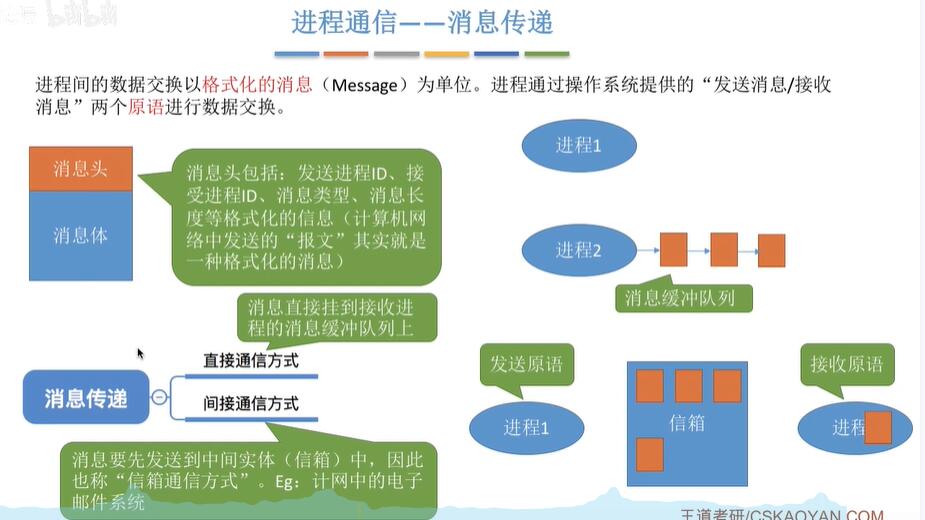 进程通信——消息传递
进程间的数据交换以格式化的消息（Message）为单位。进程通过操作系统提供的“发送消息/接收
消息”两个原语进行数据交换。
消息头
消息体
消息头包括：发送进程ID、接
受进程ID、消息类型、消息长
度等格式化的信息（计算机网
络中发送的“报文”其实就是
一种格式化的消息）
进程1
进程2
消息缓冲队列
消息直接挂到接收进
程的消息缓冲队列上
直接通信方式
消息传递
间接通信方式
消息要先发送到中间实体（信箱）中，因此
也称“信箱通信方式”。Eg：计网中的电子
邮件系统
发送原语
进程1
信箱
接收原语
进程
王道考研/CSKAOYAN.COM